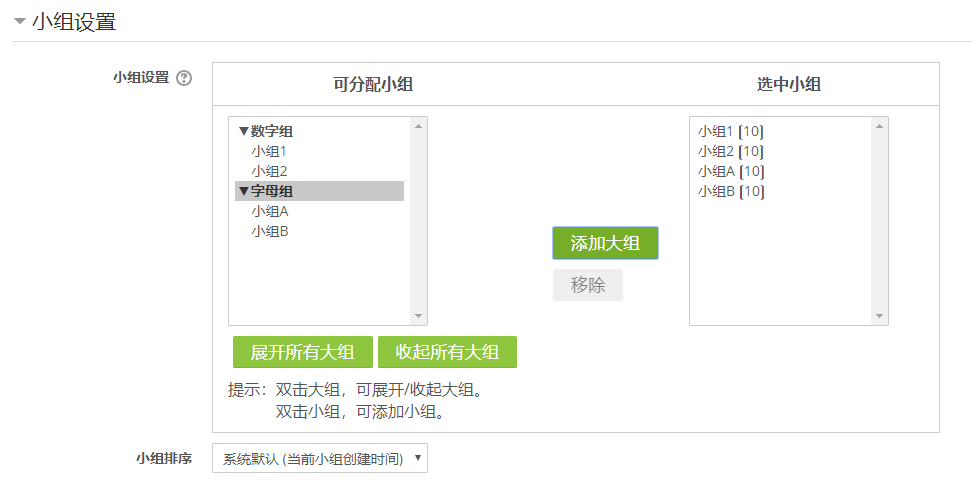 小组设置
小组设置
可分配小组
选中小组
▼数字组
小组1
小组2
▼字母组
小组A
小组B
添加大组
移除
小组1 [10]
小组2 [10]
小组A [10]
小组B [10]
展开所有大组
收起所有大组
提示：双击大组，可展开/收起大组。
双击小组，可添加小组。
小组排序
系统默认 (当前小组创建时间)